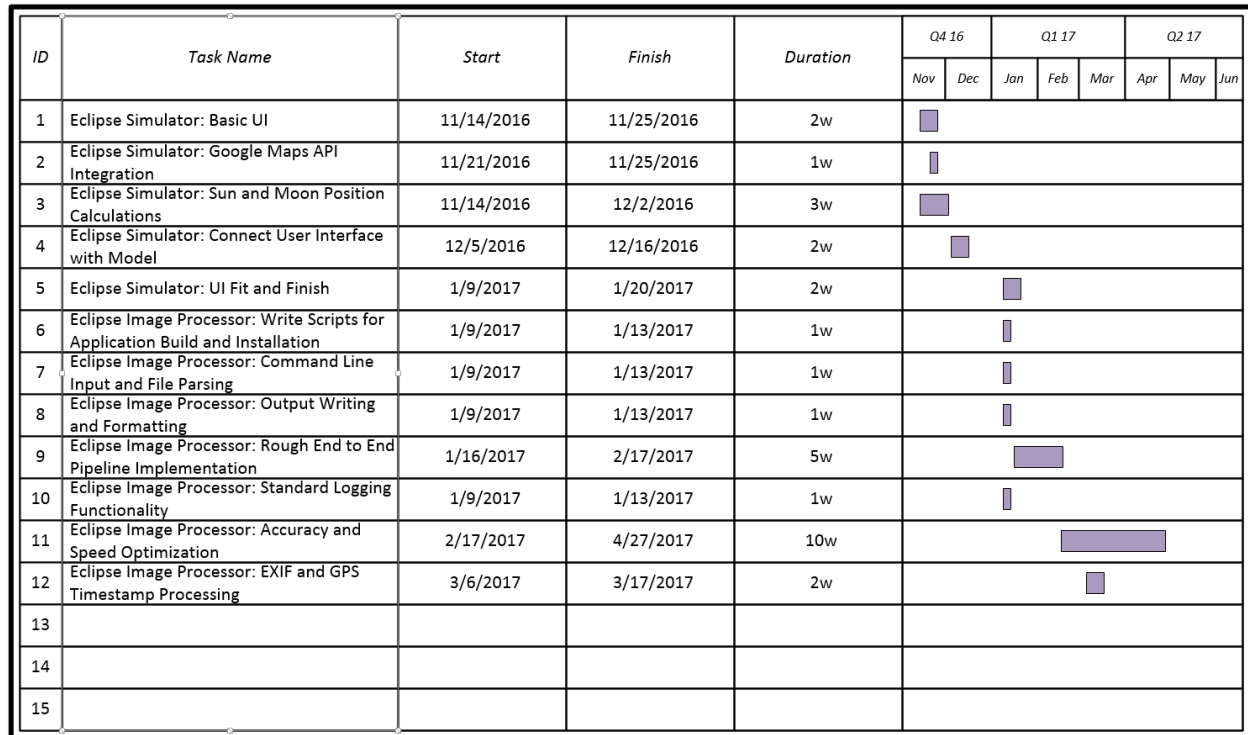 ID Task Name Start Finish Duration Q4 16 Q1 17 Q2 17
Nov Dec Jan Feb Mar Apr May Jun
1 Eclipse Simulator: Basic UI 11/14/2016 11/25/2016 2w
2 Eclipse Simulator: Google Maps API
Integration 11/21/2016 11/25/2016 1w
3 Eclipse Simulator: Sun and Moon Position
Calculations 11/14/2016 12/2/2016 3w
4 Eclipse Simulator: Connect User Interface
with Model 12/5/2016 12/16/2016 2w
5 Eclipse Simulator: UI Fit and Finish 1/9/2017 1/20/2017 2w
6 Eclipse Image Processor: Write Scripts for
Application Build and Installation 1/9/2017 1/13/2017 1w
7 Eclipse Image Processor: Command Line
Input and File Parsing 1/9/2017 1/13/2017 1w
8 Eclipse Image Processor: Output Writing
and Formatting 1/9/2017 1/13/2017 1w
9 Eclipse Image Processor: Rough End to End
Pipeline Implementation 1/16/2017 2/17/2017 5w
10 Eclipse Image Processor: Standard Logging
Functionality 1/9/2017 1/13/2017 1w
11 Eclipse Image Processor: Accuracy and
Speed Optimization 2/17/2017 4/27/2017 10w
12 Eclipse Image Processor: EXIF and GPS
Timestamp Processing 3/6/2017 3/17/2017 2w
13
14
15